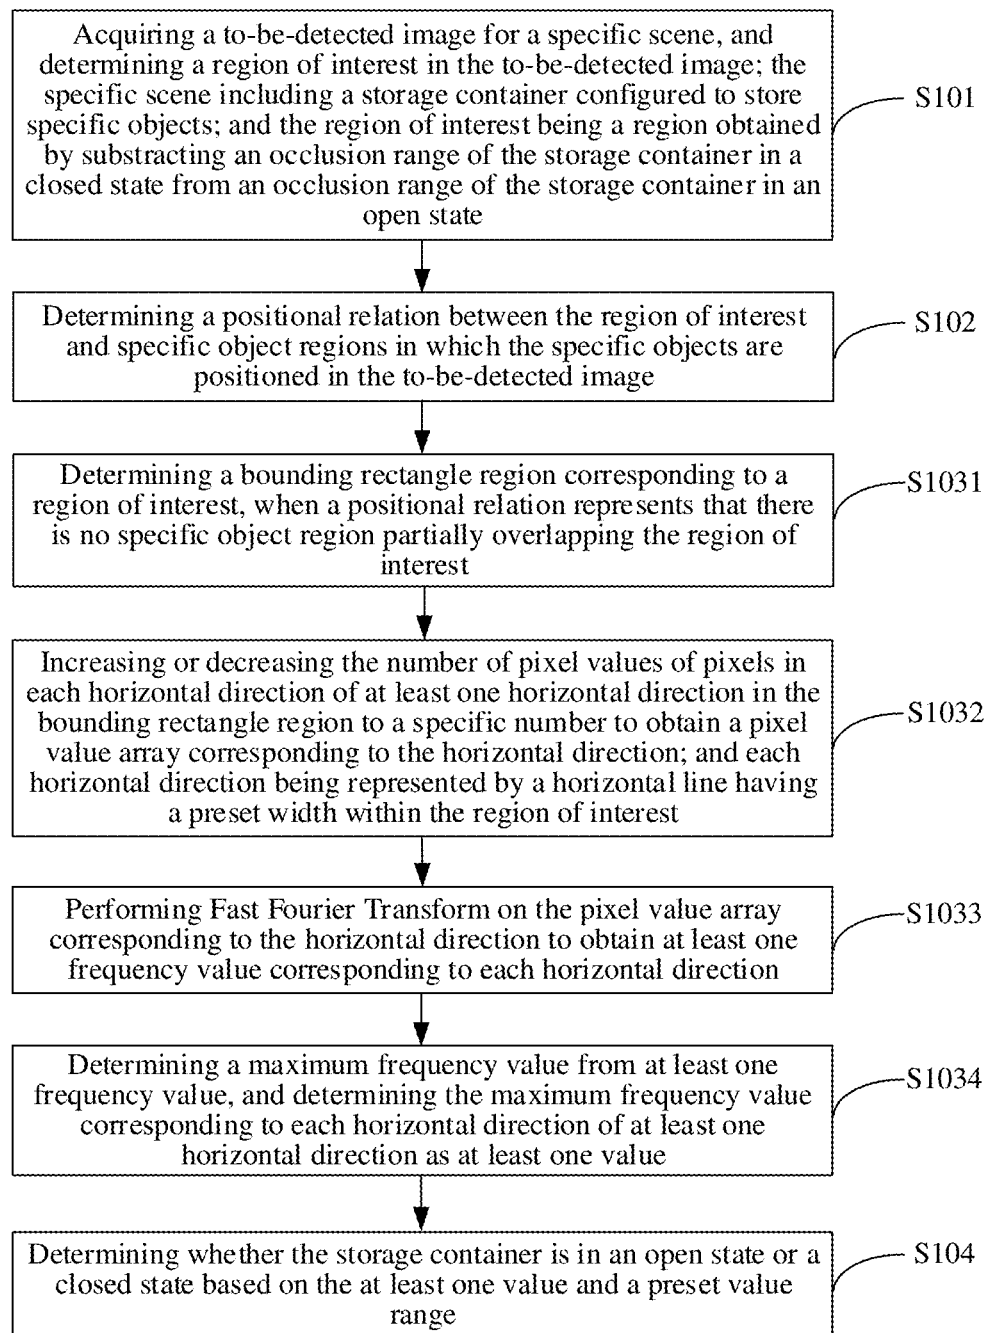 Acquiring a to-be-detected image for a specific scene, and
determining a region of interest in the to-be-detected image; the
specific scene including a storage container configured to store
specific objects; and the region of interest being a region obtained
by substracting an occlusion range of the storage container in a
closed state from an occlusion range of the storage container in an
open state
S101
Determining a positional relation between the region of interest
and specific object regions in which the specific objects are
positioned in the to-be-detected image
S102
Determining a bounding rectangle region corresponding to a
region of interest, when a positional relation represents that there
is no specific object region partially overlapping the region of
interest
S1031
Increasing or decreasing the number of pixel values of pixels in
each horizontal direction of at least one horizontal direction in the
bounding rectangle region to a specific number to obtain a pixel
value array corresponding to the horizontal direction; and each
horizontal direction being represented by a horizontal line having
a preset width within the region of interest
S1032
Performing Fast Fourier Transform on the pixel value array
corresponding to the horizontal direction to obtain at least one
frequency value corresponding to each horizontal direction
S1033
Determining a maximum frequency value from at least one
frequency value, and determining the maximum frequency value
corresponding to each horizontal direction of at least one
horizontal direction as at least one value
S1034
Determining whether the storage container is in an open state or a
closed state based on the at least one value and a preset value
range
S104